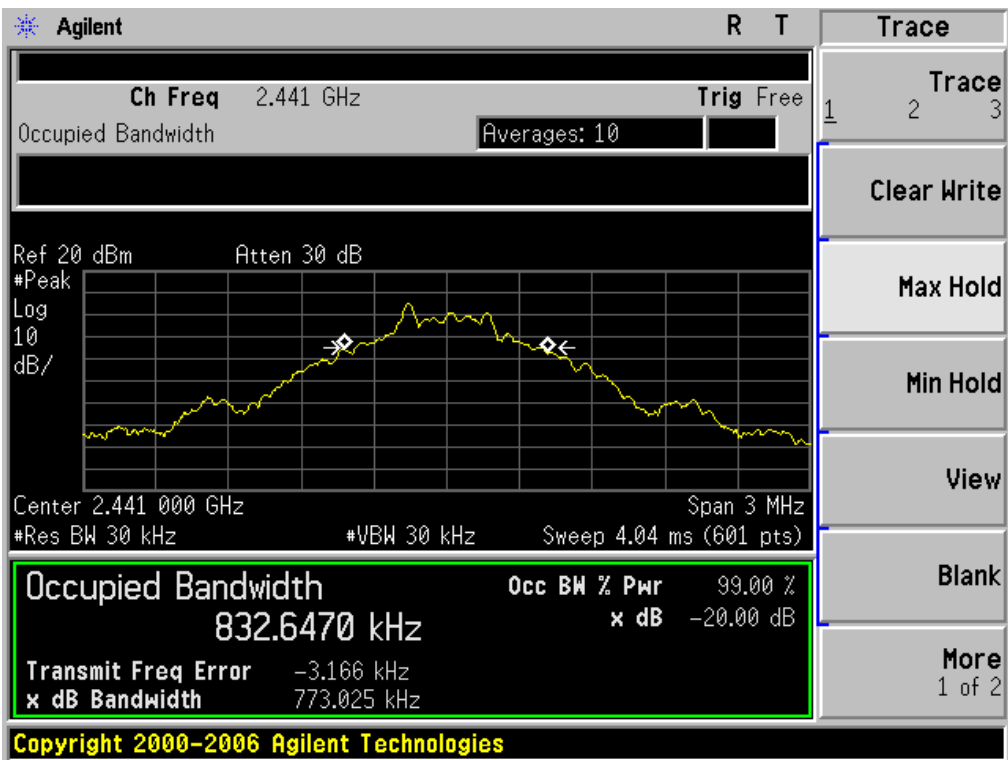 Agilent R T Trace
Ch Freq 2.441 GHz Trig Free
Occupied Bandwidth Averages: 10
Trace
1 2 3
Clear Write
Max Hold
Min Hold
View
Blank
More
1 of 2
Ref 20 dBm Atten 30 dB
#Peak
Log
10
dB/
Center 2.441 000 GHz Span 3 MHz
#Res BW 30 kHz #VBW 30 kHz Sweep 4.04 ms (601 pts)
Occupied Bandwidth Occ BW % Pwr 99.00 %
832.6470 kHz x dB -20.00 dB
Transmit Freq Error -3.166 kHz
x dB Bandwidth 773.025 kHz
Copyright 2000-2006 Agilent Technologies